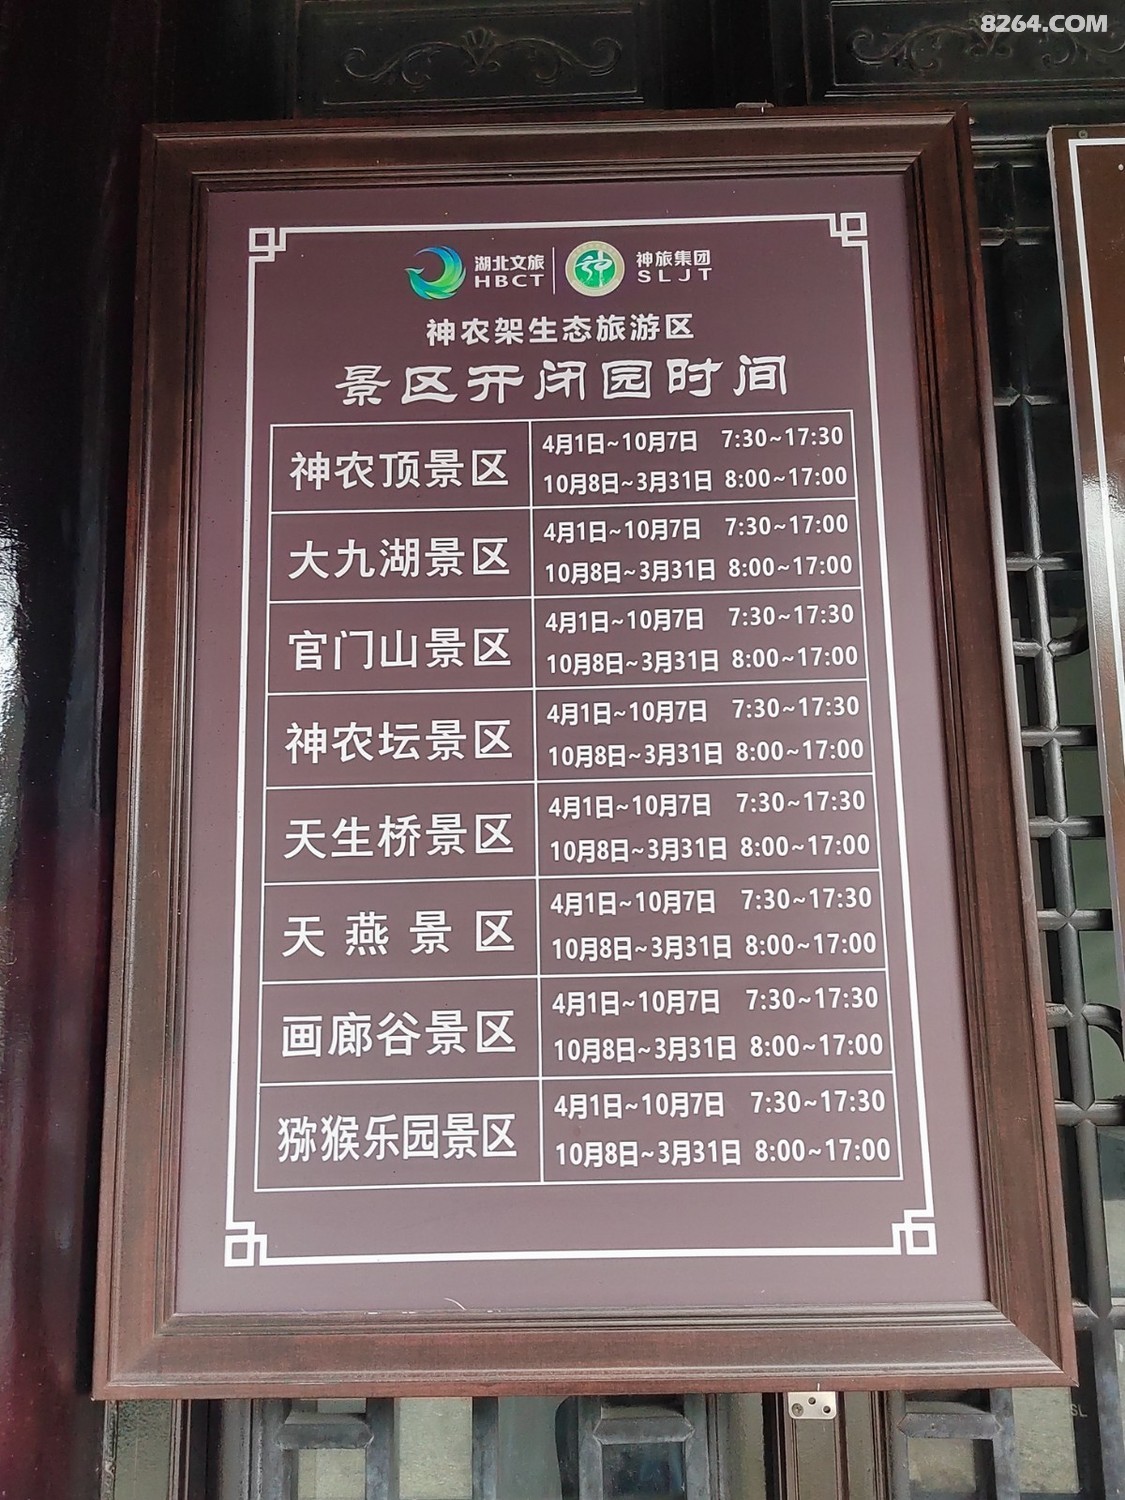 8264.COM
湖北文旅 神旅集团
HBCT SLJT
神农架生态旅游区
景区开闭园时间
神农顶景区
4月1日~10月7日 7:30~17:30
10月8日~3月31日 8:00~17:00
大九湖景区
4月1日~10月7日 7:30~17:00
10月8日~3月31日 8:00~17:00
官门山景区
4月1日~10月7日 7:30~17:30
10月8日~3月31日 8:00~17:00
神农坛景区
4月1日~10月7日 7:30~17:30
10月8日~3月31日 8:00~17:00
天生桥景区
4月1日~10月7日 7:30~17:30
10月8日~3月31日 8:00~17:00
天燕景区
4月1日~10月7日 7:30~17:30
10月8日~3月31日 8:00~17:00
画廊谷景区
4月1日~10月7日 7:30~17:30
10月8日~3月31日 8:00~17:00
猕猴乐园景区
4月1日~10月7日 7:30~17:30
10月8日~3月31日 8:00~17:00